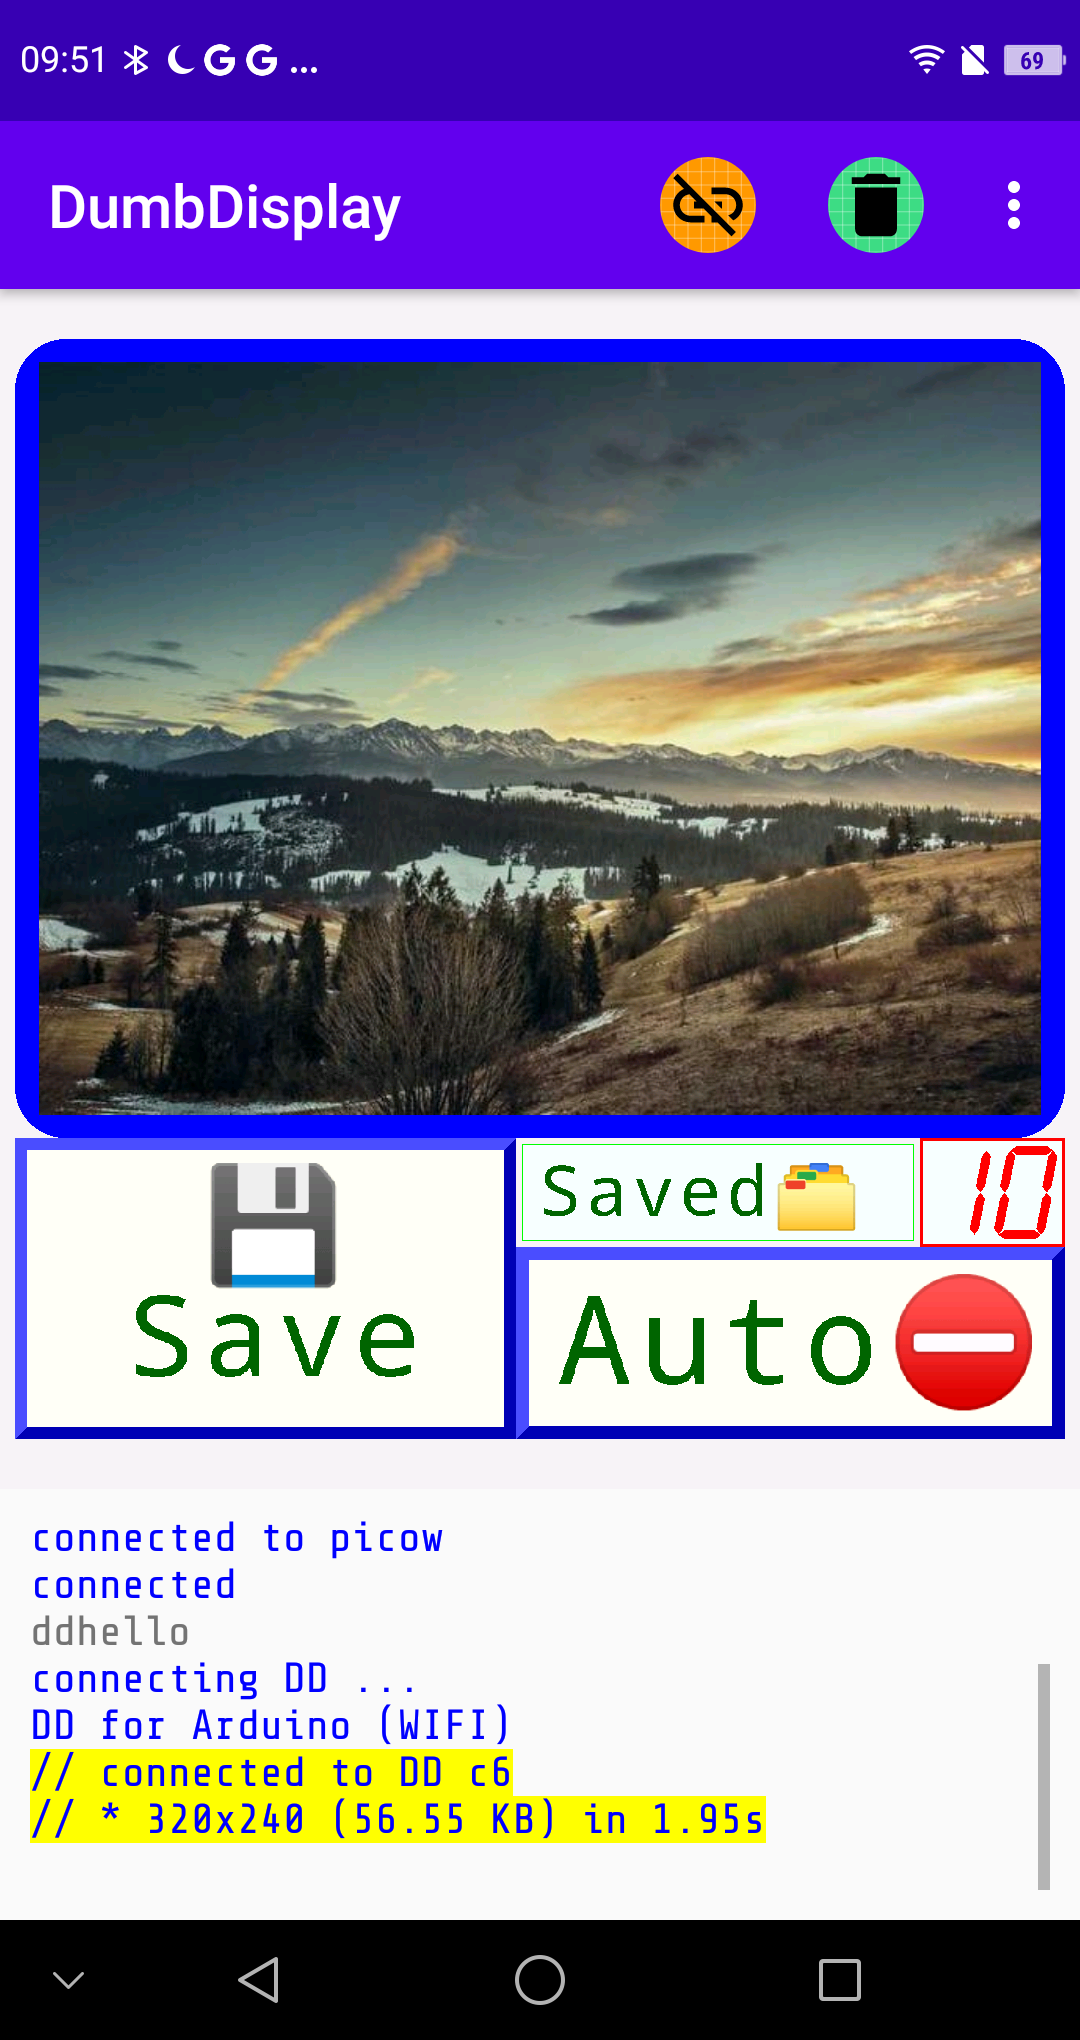 09:51 G G ... 69
DumbDisplay
Saved 10
Save
Auto
connected to picow
connected
ddhello
connecting DD ...
DD for Arduino (WIFI)
// connected to DD c6
// * 320x240 (56.55 KB) in 1.95s